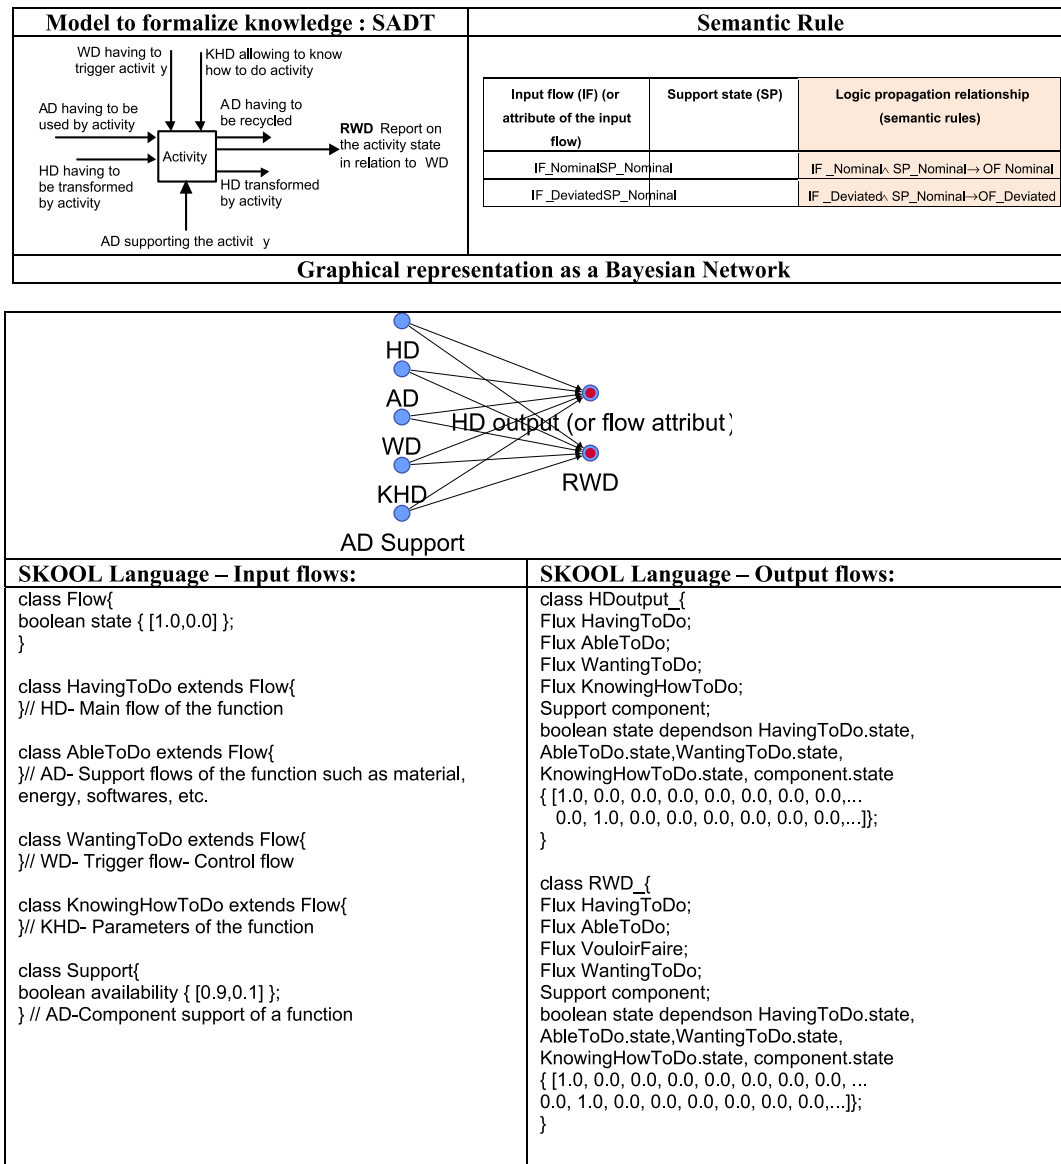 Model to formalize knowledge : SADT
Semantic Rule
WD having to
trigger activit y
KHD allowing to know
how to do activity
AD having to be
used by activity
AD having to
be recycled
RWD Report on
the activity state
in relation to WD
Activity
HD having to
be transformed
by activity
HD transformed
by activity
AD supporting the activit y
Input flow (IF) (or
attribute of the input
flow)
Support state (SP)
Logic propagation relationship
(semantic rules)
IF_Nominal SP_Nominal
IF _Nominal∧ SP_Nominal→ OF Nominal
IF_Deviated SP_Nominal
IF _Deviated∧ SP_Nominal→OF_Deviated
Graphical representation as a Bayesian Network
HD
AD
HD output (or flow attribut)
WD
RWD
KHD
AD Support
SKOOL Language – Input flows:
class Flow{
boolean state { [1.0,0.0] };
}
class HavingToDo extends Flow{
}// HD- Main flow of the function
class AbleToDo extends Flow{
}// AD- Support flows of the function such as material,
energy, softwares, etc.
class WantingToDo extends Flow{
}// WD- Trigger flow- Control flow
class KnowingHowToDo extends Flow{
}// KHD- Parameters of the function
class Support{
boolean availability { [0.9,0.1] };
} // AD-Component support of a function
SKOOL Language – Output flows:
class HDoutput_{
Flux HavingToDo;
Flux AbleToDo;
Flux WantingToDo;
Flux KnowingHowToDo;
Support component;
boolean state dependson HavingToDo.state,
AbleToDo.state,WantingToDo.state,
KnowingHowToDo.state, component.state
{ [1.0, 0.0, 0.0, 0.0, 0.0, 0.0, 0.0, 0.0,...
0.0, 1.0, 0.0, 0.0, 0.0, 0.0, 0.0, 0.0,...]};
}
class RWD_{
Flux HavingToDo;
Flux AbleToDo;
Flux VouloirFaire;
Flux WantingToDo;
Support component;
boolean state dependson HavingToDo.state,
AbleToDo.state,WantingToDo.state,
KnowingHowToDo.state, component.state
{ [1.0, 0.0, 0.0, 0.0, 0.0, 0.0, 0.0, 0.0, ...
0.0, 1.0, 0.0, 0.0, 0.0, 0.0, 0.0, 0.0,...]};
}